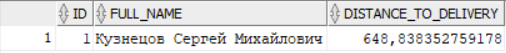 ID FULL_NAME DISTANCE_TO_DELIVERY
1 1 Кузнецов Сергей Михайлович 648,838352759178